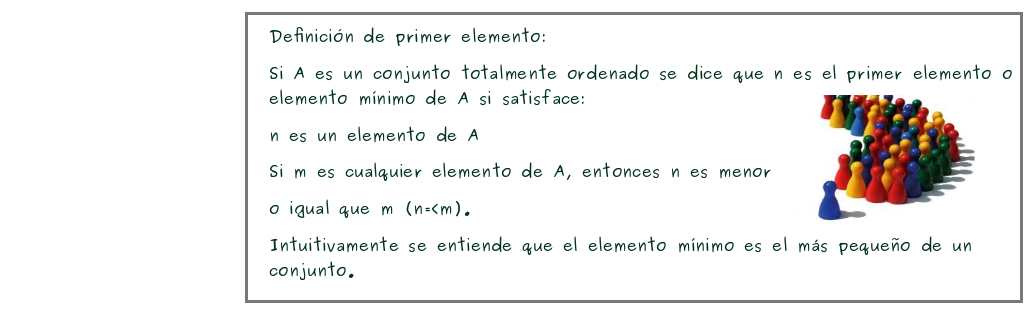 Definición de primer elemento:
Si A es un conjunto totalmente ordenado se dice que n es el primer elemento o
elemento mínimo de A si satisface:
n es un elemento de A
Si m es cualquier elemento de A, entonces n es menor
o igual que m (n=<m).
Intuitivamente se entiende que el elemento mínimo es el más pequeño de un
conjunto.